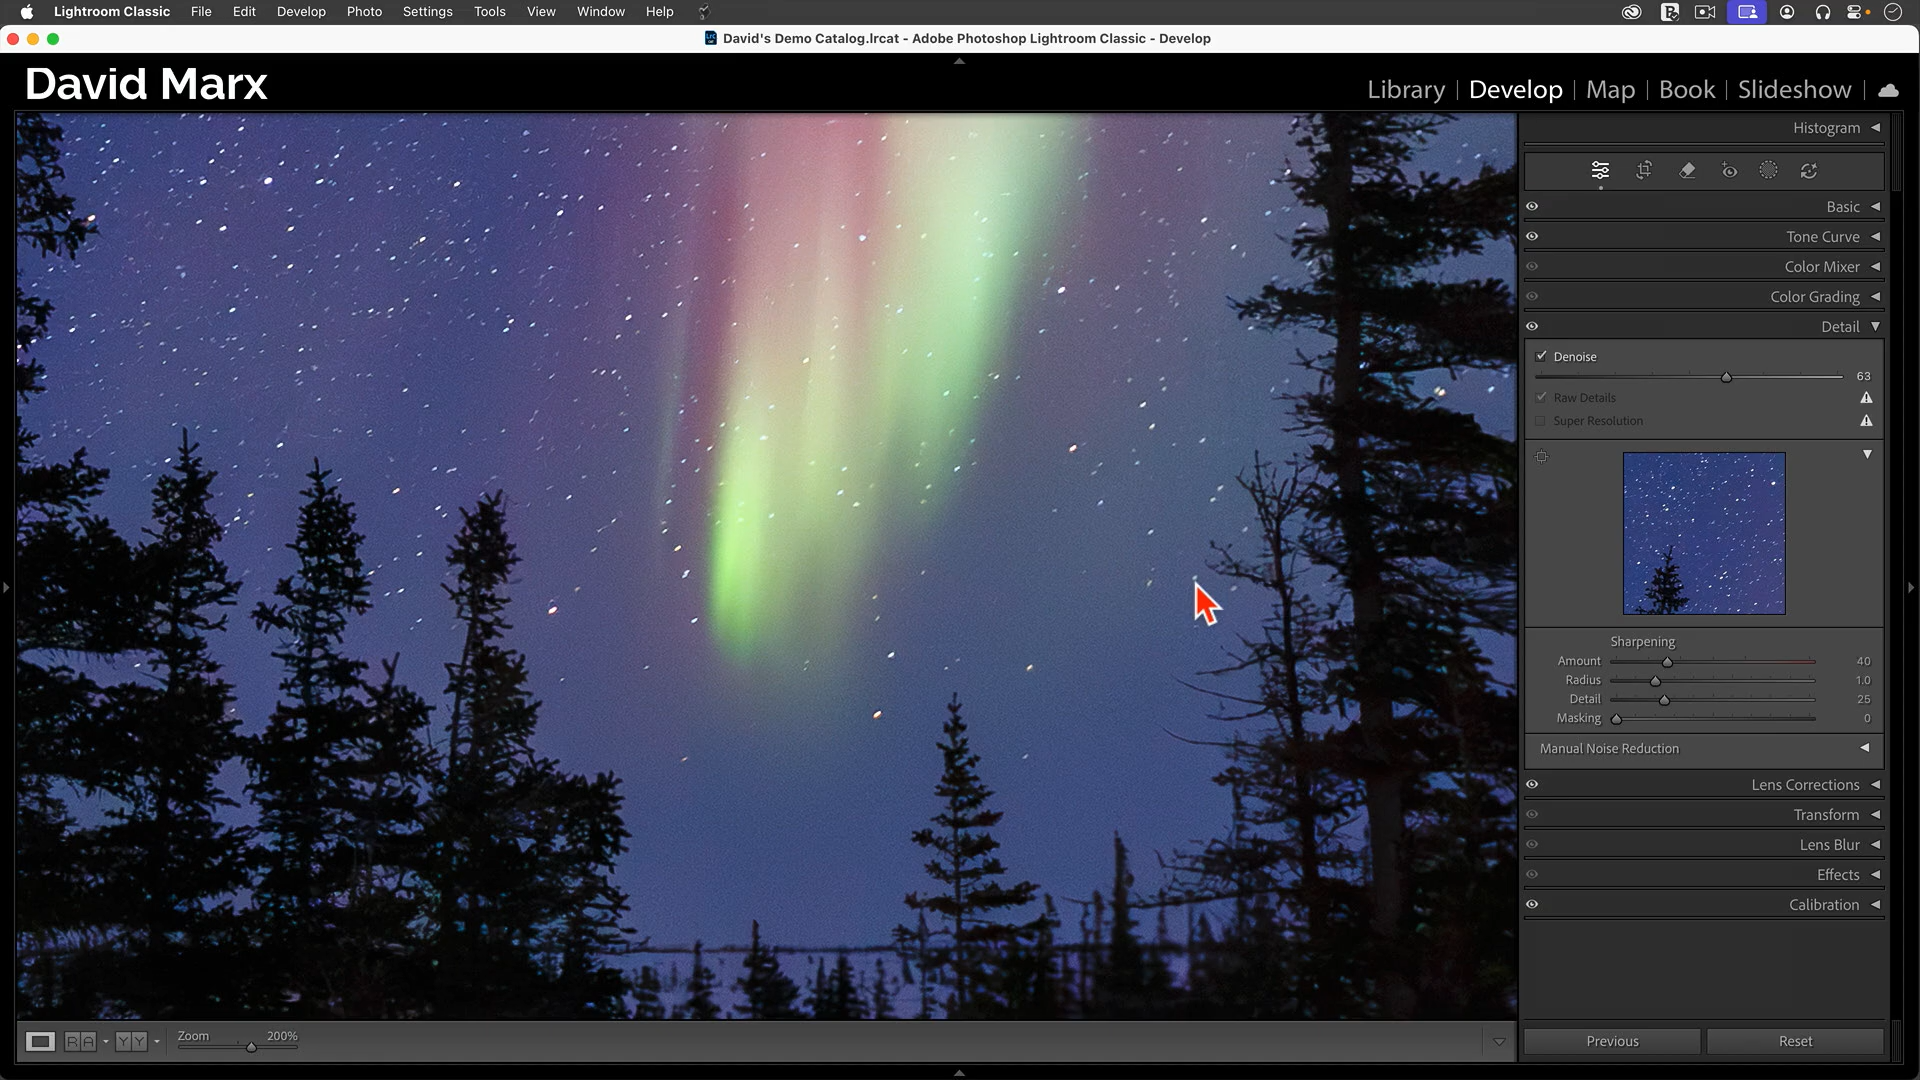 Lightroom Classic File Edit Develop Photo Settings Tools View Window Help
David's Demo Catalog.lrcat - Adobe Photoshop Lightroom Classic - Develop
David Marx
Library | Develop | Map | Book | Slideshow |
Histogram
Basic
Tone Curve
Color Mixer
Color Grading
Detail
Denoise
63
Raw Details
Super Resolution
Sharpening
Amount 40
Radius 1.0
Detail 25
Masking 0
Manual Noise Reduction
Lens Corrections
Transform
Lens Blur
Effects
Calibration
R A Y Y Zoom 200%
Previous Reset